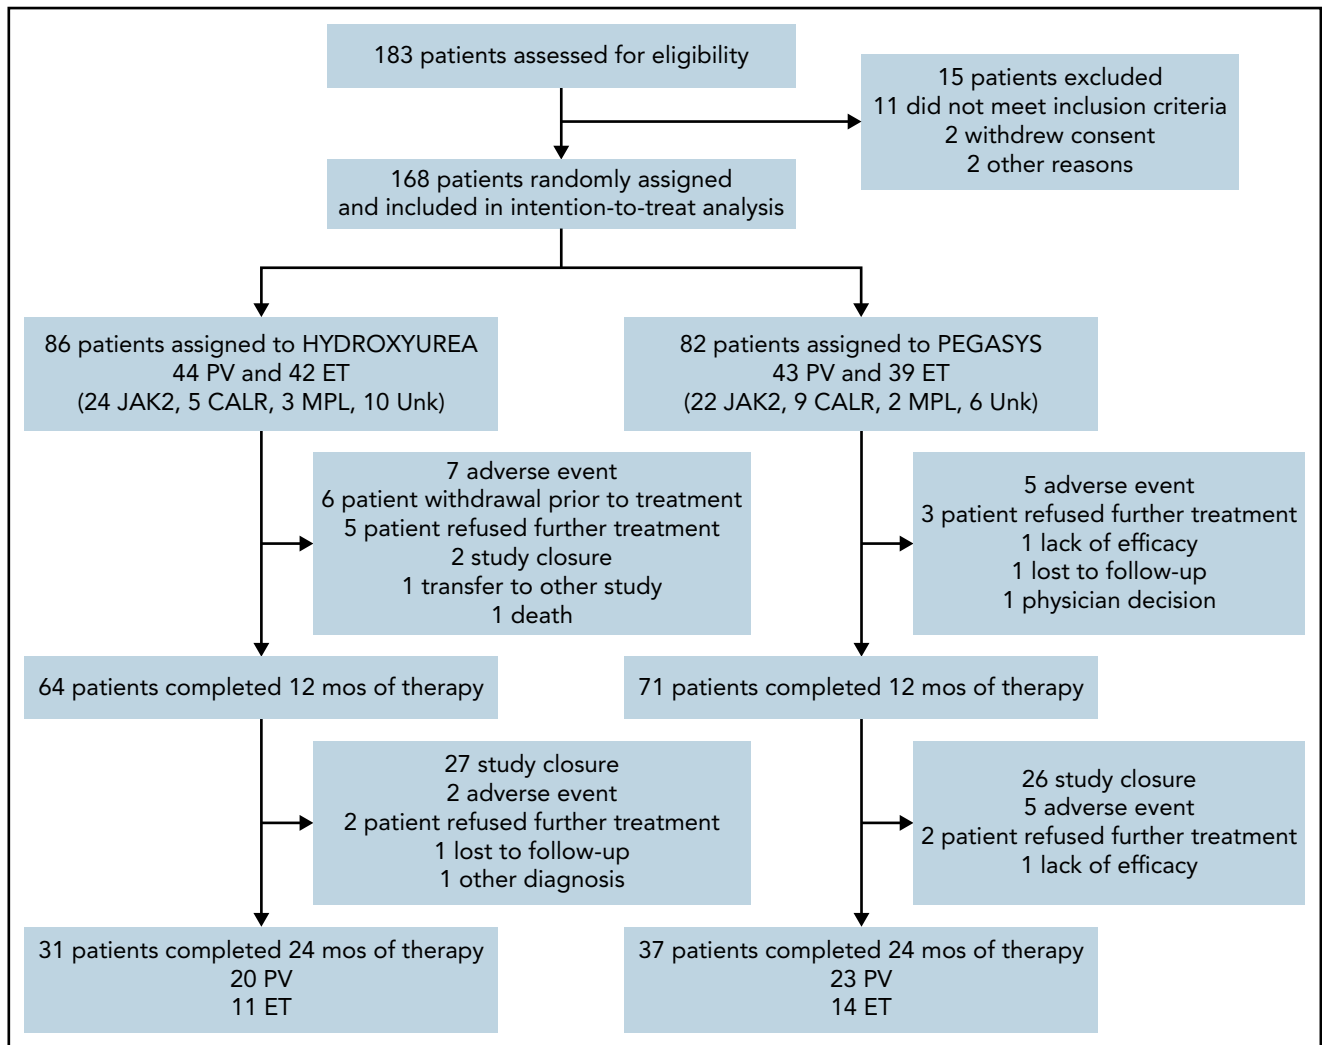 183 patients assessed for eligibility
15 patients excluded
11 did not meet inclusion criteria
2 withdrew consent
2 other reasons
168 patients randomly assigned
and included in intention-to-treat analysis
86 patients assigned to HYDROXYUREA
44 PV and 42 ET
(24 JAK2, 5 CALR, 3 MPL, 10 Unk)
82 patients assigned to PEGASYS
43 PV and 39 ET
(22 JAK2, 9 CALR, 2 MPL, 6 Unk)
7 adverse event
6 patient withdrawal prior to treatment
5 patient refused further treatment
2 study closure
1 transfer to other study
1 death
5 adverse event
3 patient refused further treatment
1 lack of efficacy
1 lost to follow-up
1 physician decision
64 patients completed 12 mos of therapy
71 patients completed 12 mos of therapy
27 study closure
2 adverse event
2 patient refused further treatment
1 lost to follow-up
1 other diagnosis
26 study closure
5 adverse event
2 patient refused further treatment
1 lack of efficacy
31 patients completed 24 mos of therapy
20 PV
11 ET
37 patients completed 24 mos of therapy
23 PV
14 ET